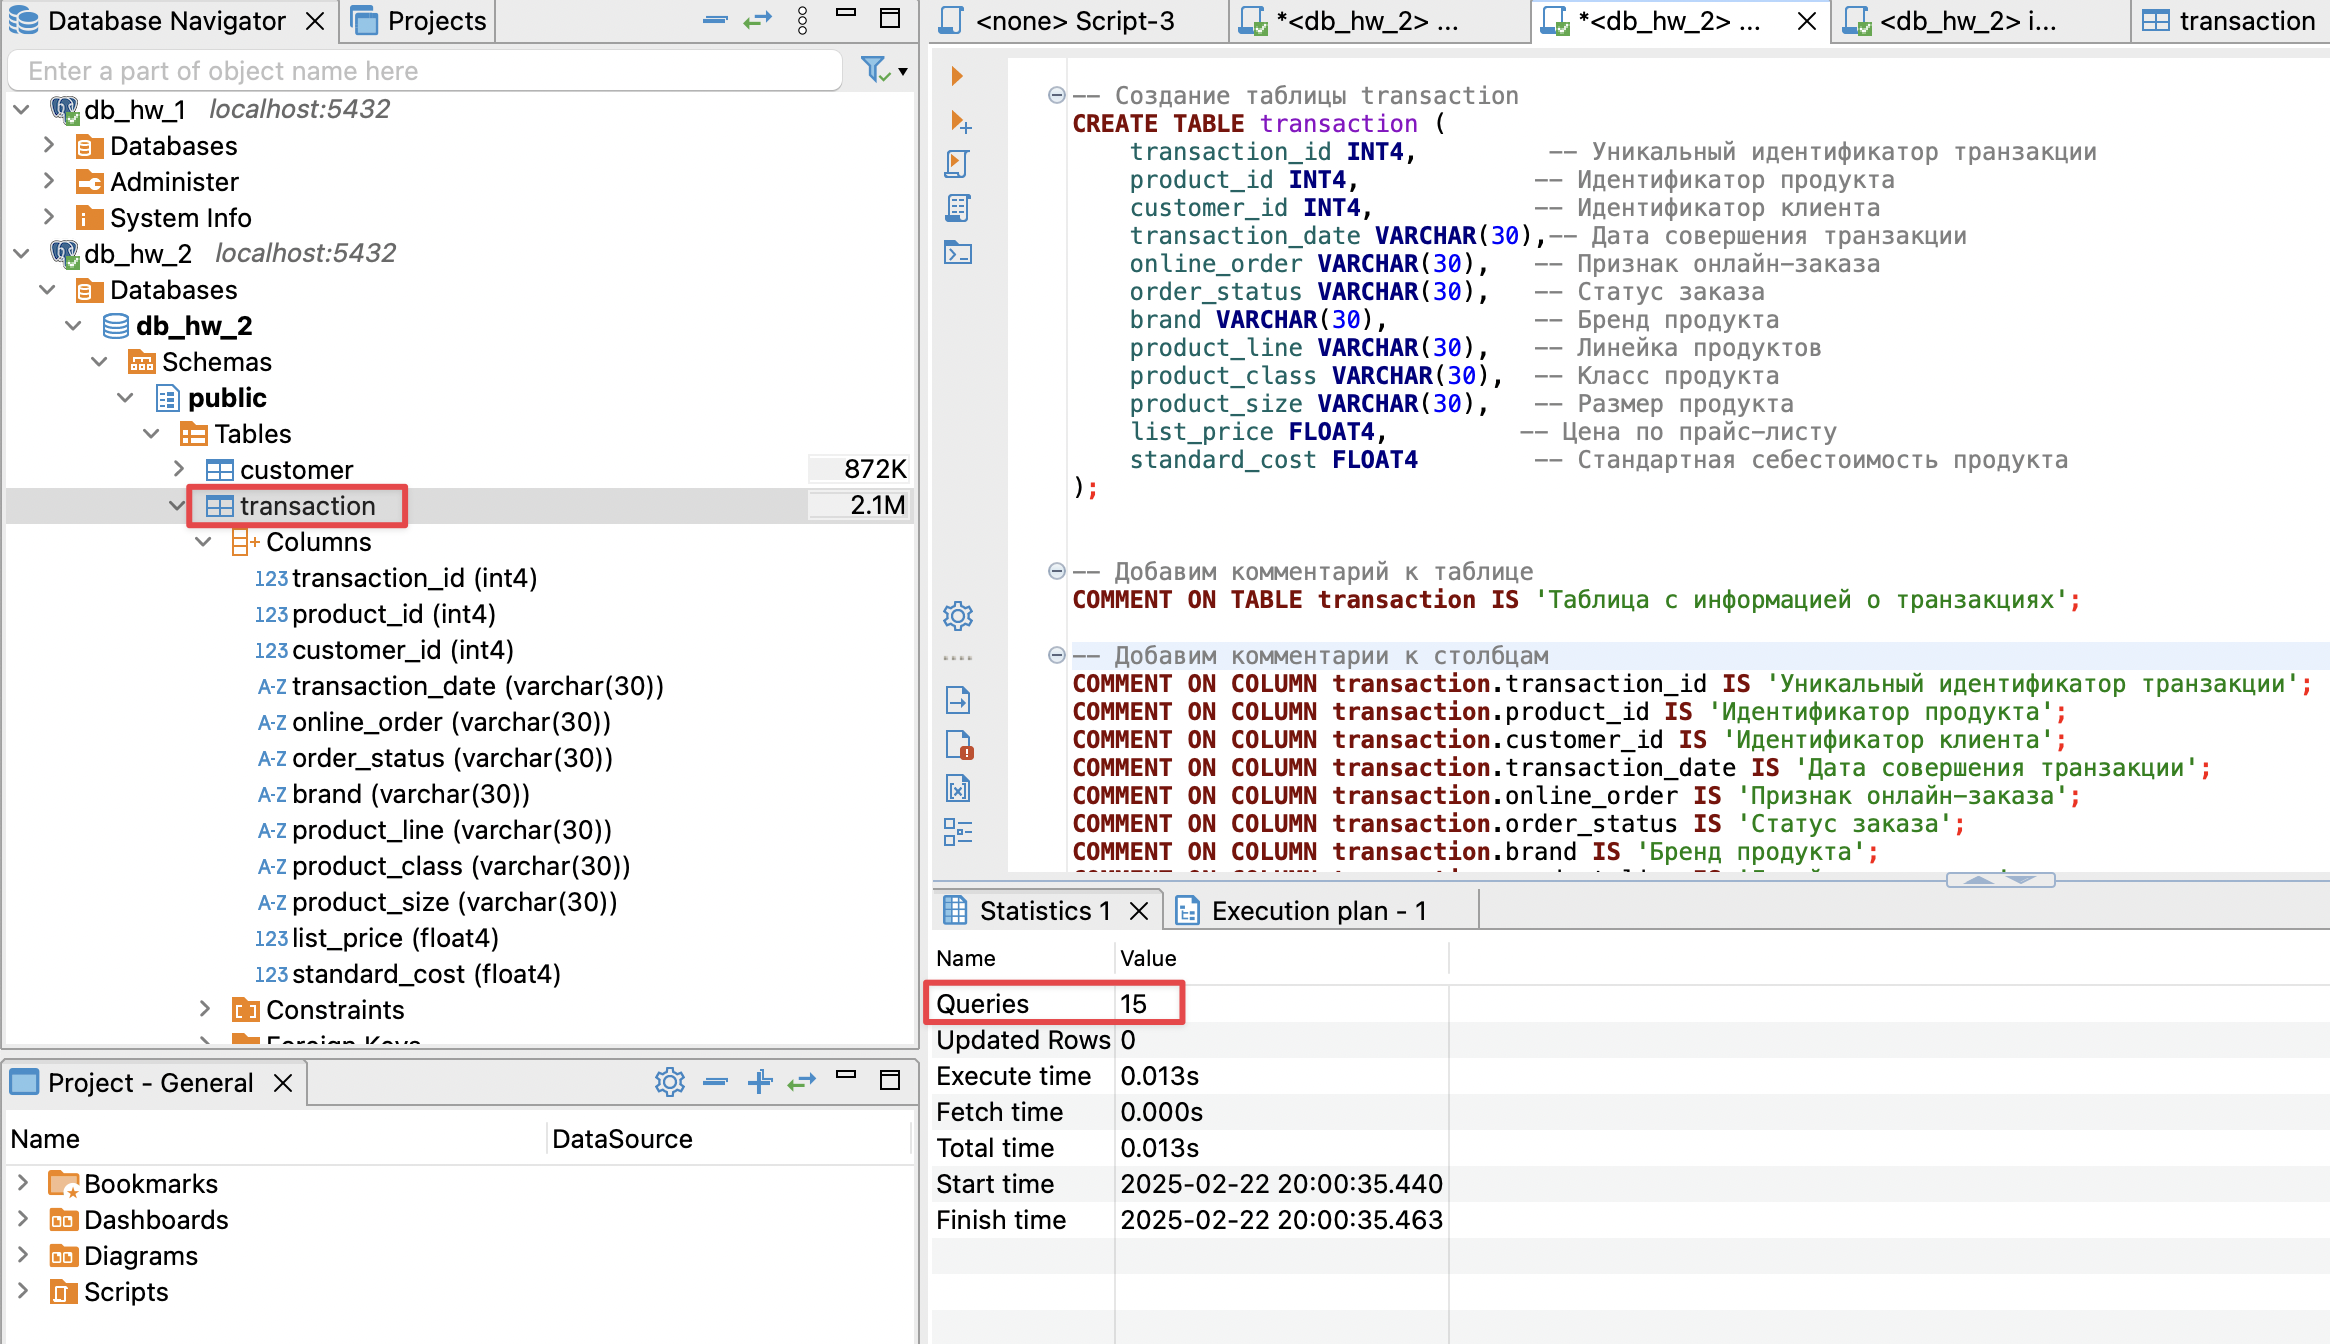 Database Navigator
Projects
Enter a part of object name here
db_hw_1 localhost:5432
Databases
Administer
System Info
db_hw_2 localhost:5432
Databases
db_hw_2
Schemas
public
Tables
customer 872K
transaction 2.1M
Columns
123 transaction_id (int4)
123 product_id (int4)
123 customer_id (int4)
A-Z transaction_date (varchar(30))
A-Z online_order (varchar(30))
A-Z order_status (varchar(30))
A-Z brand (varchar(30))
A-Z product_line (varchar(30))
A-Z product_class (varchar(30))
A-Z product_size (varchar(30))
123 list_price (float4)
123 standard_cost (float4)
Constraints
Foreign Keys
Project - General
Name DataSource
Bookmarks
Dashboards
Diagrams
Scripts
<none> Script-3
*<db_hw_2> ...
*<db_hw_2> ...
<db_hw_2> i...
transaction
-- Создание таблицы transaction
CREATE TABLE transaction (
transaction_id INT4, -- Уникальный идентификатор транзакции
product_id INT4, -- Идентификатор продукта
customer_id INT4, -- Идентификатор клиента
transaction_date VARCHAR(30),-- Дата совершения транзакции
online_order VARCHAR(30), -- Признак онлайн-заказа
order_status VARCHAR(30), -- Статус заказа
brand VARCHAR(30), -- Бренд продукта
product_line VARCHAR(30), -- Линейка продуктов
product_class VARCHAR(30), -- Класс продукта
product_size VARCHAR(30), -- Размер продукта
list_price FLOAT4, -- Цена по прайс-листу
standard_cost FLOAT4 -- Стандартная себестоимость продукта
);
-- Добавим комментарий к таблице
COMMENT ON TABLE transaction IS 'Таблица с информацией о транзакциях';
-- Добавим комментарии к столбцам
COMMENT ON COLUMN transaction.transaction_id IS 'Уникальный идентификатор транзакции';
COMMENT ON COLUMN transaction.product_id IS 'Идентификатор продукта';
COMMENT ON COLUMN transaction.customer_id IS 'Идентификатор клиента';
COMMENT ON COLUMN transaction.transaction_date IS 'Дата совершения транзакции';
COMMENT ON COLUMN transaction.online_order IS 'Признак онлайн-заказа';
COMMENT ON COLUMN transaction.order_status IS 'Статус заказа';
COMMENT ON COLUMN transaction.brand IS 'Бренд продукта';
Statistics 1
Execution plan - 1
Name Value
Queries 15
Updated Rows 0
Execute time 0.013s
Fetch time 0.000s
Total time 0.013s
Start time 2025-02-22 20:00:35.440
Finish time 2025-02-22 20:00:35.463